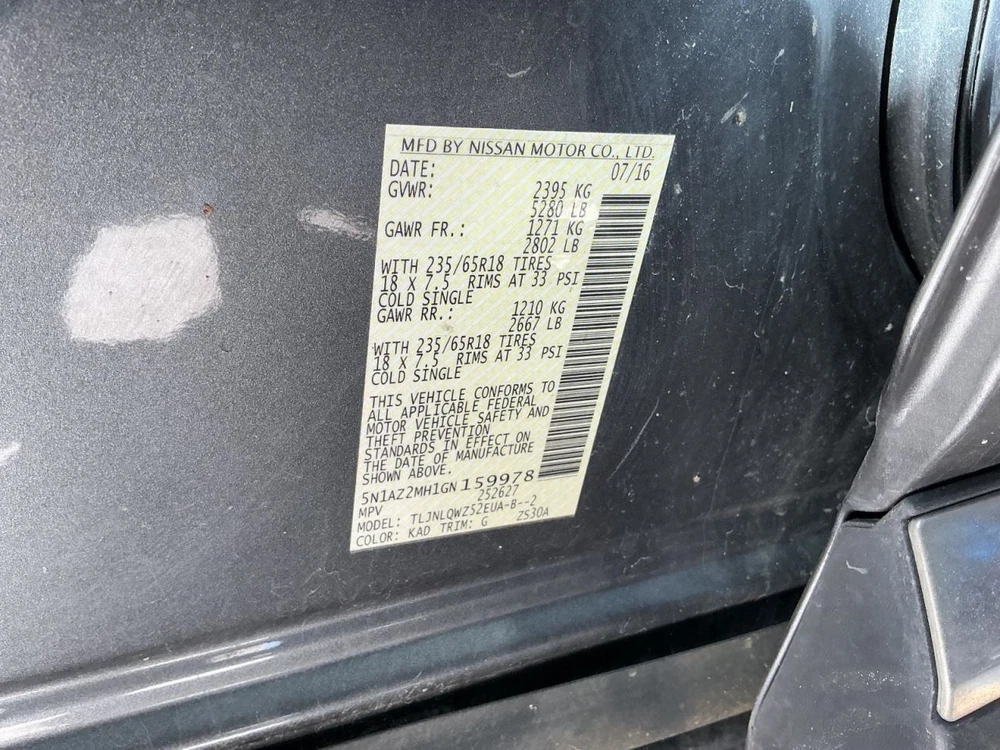 MFD BY NISSAN MOTOR CO., LTD.
DATE: 07/16
GVWR: 2395 KG
5280 LB
GAWR FR.: 1271 KG
2802 LB
WITH 235/65R18 TIRES
18 X 7.5 RIMS AT 33 PSI
COLD SINGLE
GAWR RR.: 1210 KG
2667 LB
WITH 235/65R18 TIRES
18 X 7.5 RIMS AT 33 PSI
COLD SINGLE
THIS VEHICLE CONFORMS TO
ALL APPLICABLE FEDERAL
MOTOR VEHICLE SAFETY AND
THEFT PREVENTION
STANDARDS IN EFFECT ON
THE DATE OF MANUFACTURE
SHOWN ABOVE.
5N1AZ2MH1GN159978
MPV 252627
MODEL: TLJNLQWZ52EUA-B--2
COLOR: KAD TRIM: G ZS30A